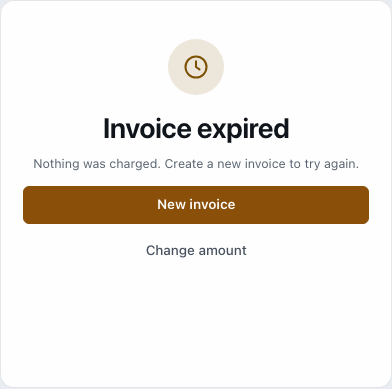 Invoice expired
Nothing was charged. Create a new invoice to try again.
New invoice
Change amount